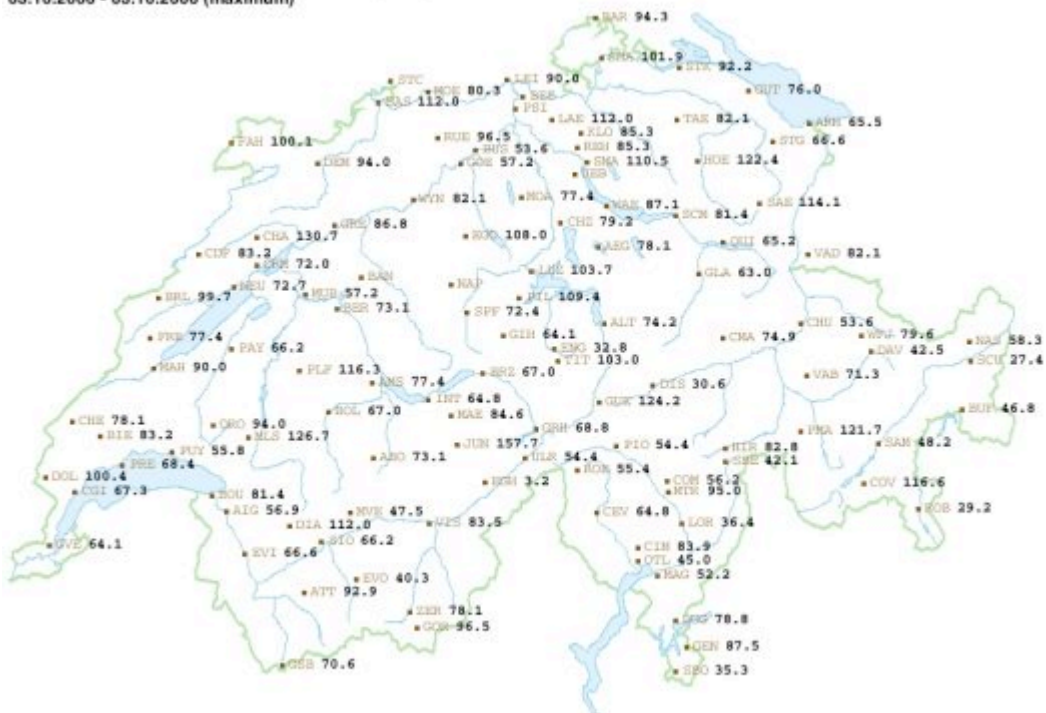 (maximum)
BAR 94.3
SHA 101.9
STK 92.2
STC
LEI 90.0
MOE 80.3
BEZ
GUT 76.0
BAS 112.0
PSI
LAE 112.0
TAE 82.1
ARH 65.5
KLO 85.3
RUE 96.5
STG 66.6
FAH 100.1
BUS 53.6
REH 85.3
GOE 57.2
SMA 110.5
HOE 122.4
DEM 94.0
UEB
WYN 82.1
MOA 77.4
WAE 87.1
SAE 114.1
SCM 81.4
GRE 86.8
CHZ 79.2
CHA 130.7
KOP 108.0
AEG 78.1
QUI 65.2
CDF 83.2
VAD 82.1
CRM 72.0
LUZ 103.7
BAN
GLA 63.0
NEU 72.7
NAP
MUB 57.2
BRL 99.7
PIL 109.4
BER 73.1
SPF 72.4
ALT 74.2
CHU 53.6
FRE 77.4
GIH 64.1
CMA 74.9
WFJ 79.6
NAS 58.3
PAY 66.2
ENG 32.8
DAV 42.5
TIT 103.0
SCU 27.4
MAH 90.0
PLF 116.3
BRZ 67.0
VAB 71.3
AMS 77.4
DIS 30.6
INT 64.8
GUE 124.2
BUF 46.8
BOL 67.0
MAE 84.6
CHE 78.1
ORO 94.0
GRH 68.8
PMA 121.7
BIE 83.2
MLS 126.7
JUN 157.7
PIO 54.4
HIR 82.8
SAM 48.2
PUY 55.8
ABO 73.1
ULR 54.4
SBE 42.1
PRE 68.4
ROE 55.4
DOL 100.4
EGH 3.2
COM 56.2
COV 116.6
CGI 67.3
BOU 81.4
MTR 95.0
AIG 56.9
MVE 47.5
CEV 64.8
ROB 29.2
DIA 112.0
VIS 83.5
LOR 36.4
GVE 64.1
SIO 66.2
CIM 83.9
EVI 66.6
OTL 45.0
EVO 40.3
MAG 52.2
ATT 92.9
ZER 78.1
GOR 96.5
LUG 78.8
GEN 87.5
GSB 70.6
SBO 35.3